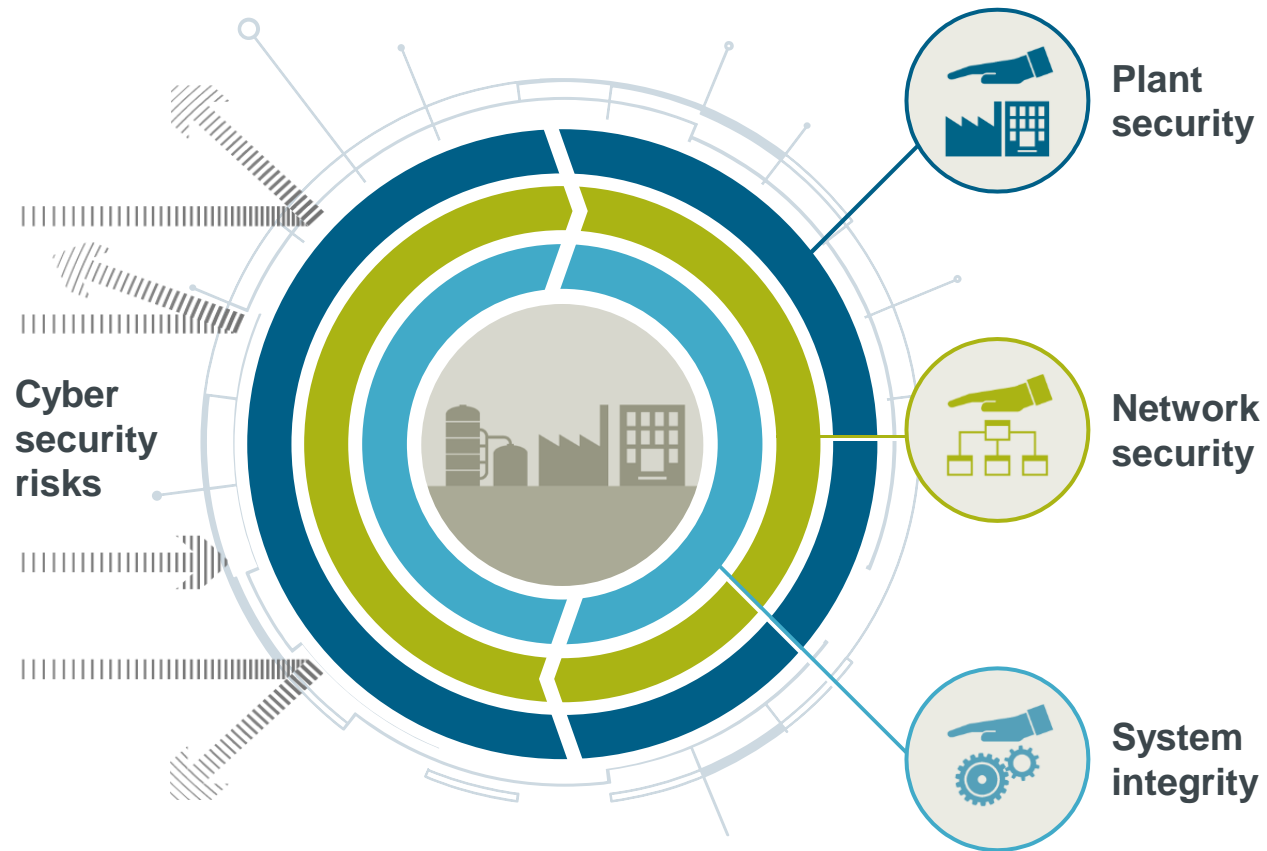 Plant
security
Cyber
security
risks
Network
security
System
integrity